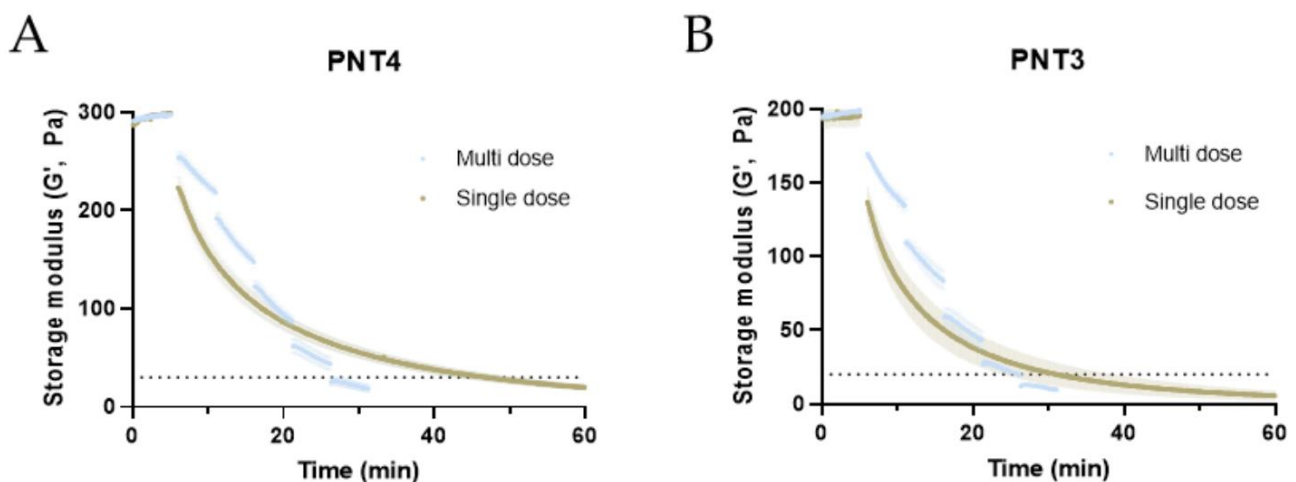 A
PNT4
Storage modulus (G', Pa)
300
200
100
0
Multi dose
Single dose
0
20
40
60
Time (min)
B
PNT3
Storage modulus (G', Pa)
200
150
100
50
0
Multi dose
Single dose
0
20
40
60
Time (min)